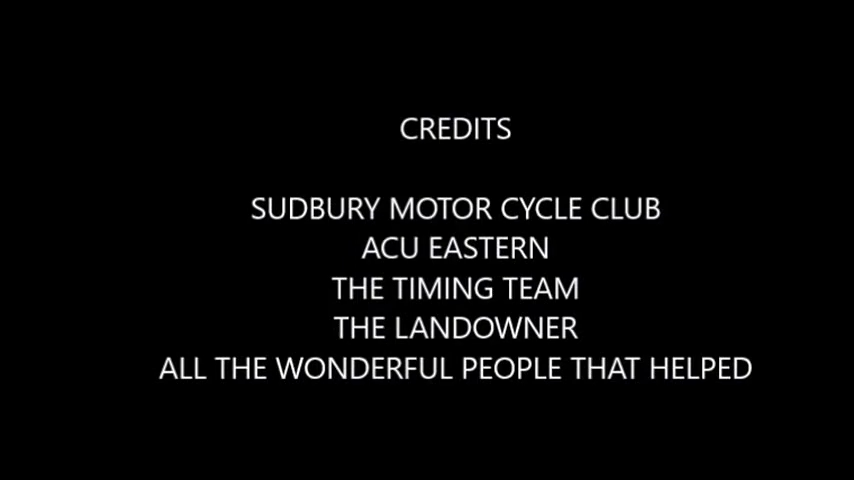 CREDITS
SUDBURY MOTOR CYCLE CLUB
ACU EASTERN
THE TIMING TEAM
THE LANDOWNER
ALL THE WONDERFUL PEOPLE THAT HELPED